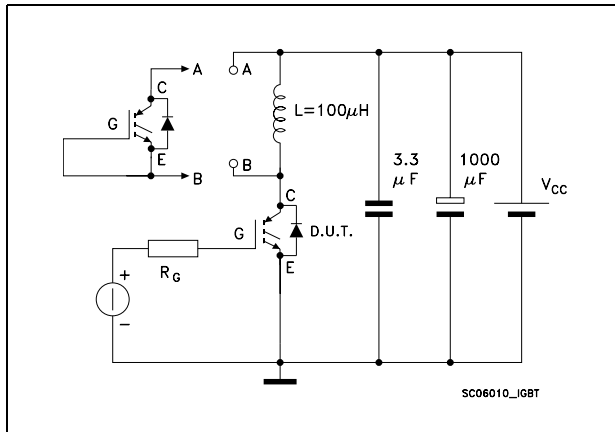 A
A
C
G
E
B
L=100μH
B
3.3
μF
1000
μF
VCC
C
G
D.U.T.
E
RG
+
−
SC06010_IGBT